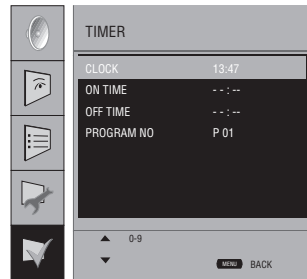 TIMER
CLOCK 13:47
ON TIME - - : --
OFF TIME - - : --
PROGRAM NO P 01
0-9
MENU BACK